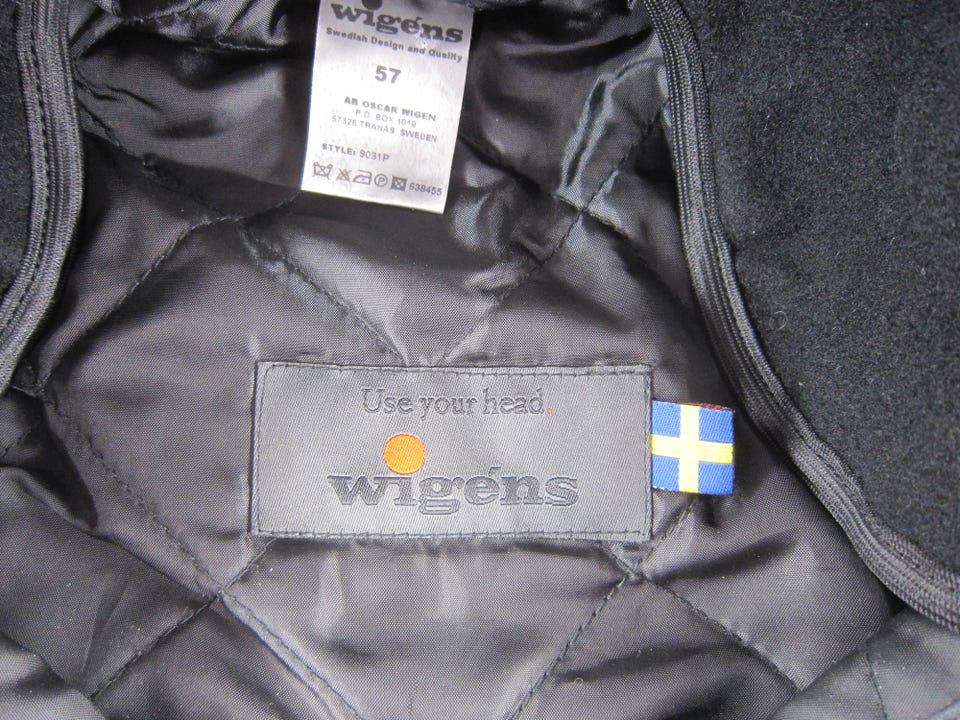 wigéns
Swedish Design and Quality
57
AB OSCAR WIGEN
P.O. BOX 1019
57328 TRANÅS, SWEDEN
STYLE: 9031P
638455
Use your head.
wigéns